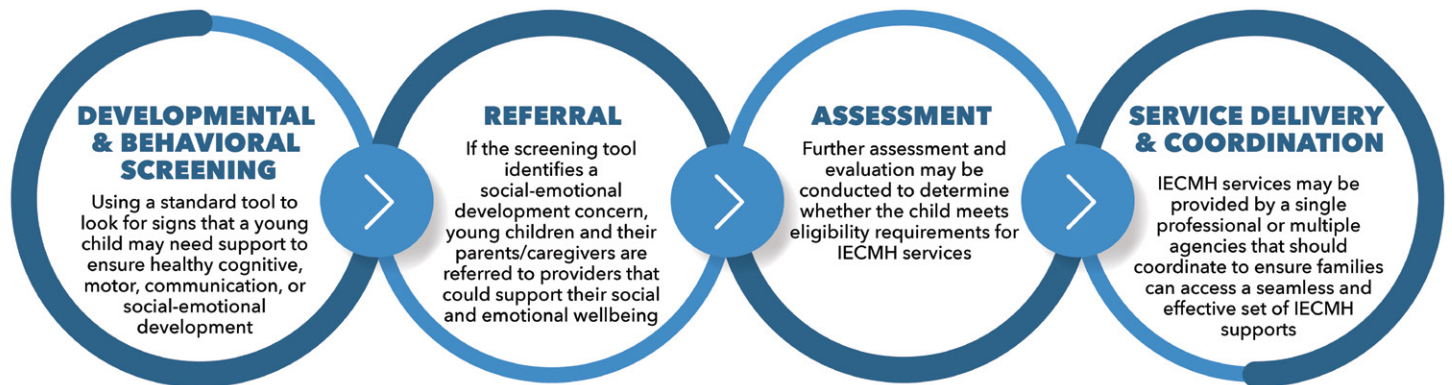 DEVELOPMENTAL
& BEHAVIORAL
SCREENING
Using a standard tool to
look for signs that a young
child may need support to
ensure healthy cognitive,
motor, communication, or
social-emotional
development
REFERRAL
If the screening tool
identifies a
social-emotional
development concern,
young children and their
parents/caregivers are
referred to providers that
could support their social
and emotional wellbeing
ASSESSMENT
Further assessment and
evaluation may be
conducted to determine
whether the child meets
eligibility requirements for
IECMH services
SERVICE DELIVERY
& COORDINATION
IECMH services may be
provided by a single
professional or multiple
agencies that should
coordinate to ensure families
can access a seamless and
effective set of IECMH
supports